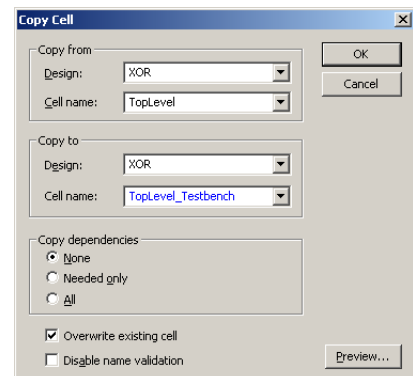 Copy Cell
Copy from
Design: XOR
Cell name: TopLevel
OK
Cancel
Copy to
Design: XOR
Cell name: TopLevel_Testbench
Copy dependencies
None
Needed only
All
Overwrite existing cell
Disable name validation
Preview...